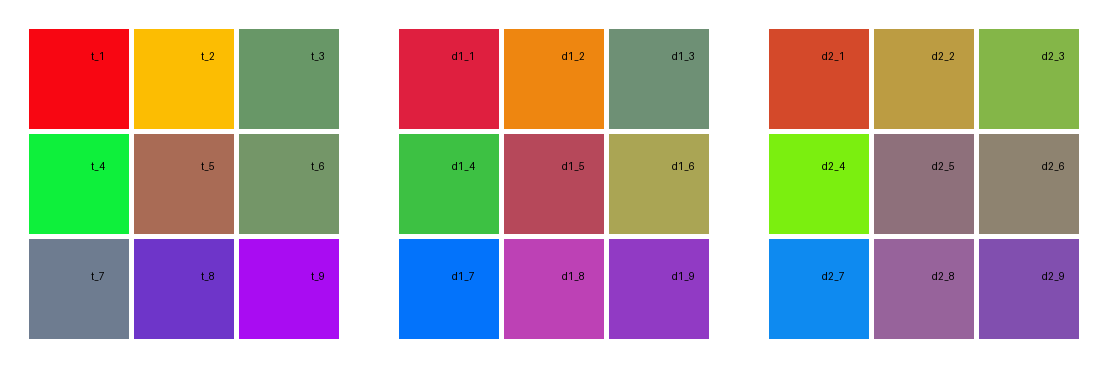 t_1 t_2 t_3 d1_1 d1_2 d1_3 d2_1 d2_2 d2_3
t_4 t_5 t_6 d1_4 d1_5 d1_6 d2_4 d2_5 d2_6
t_7 t_8 t_9 d1_7 d1_8 d1_9 d2_7 d2_8 d2_9